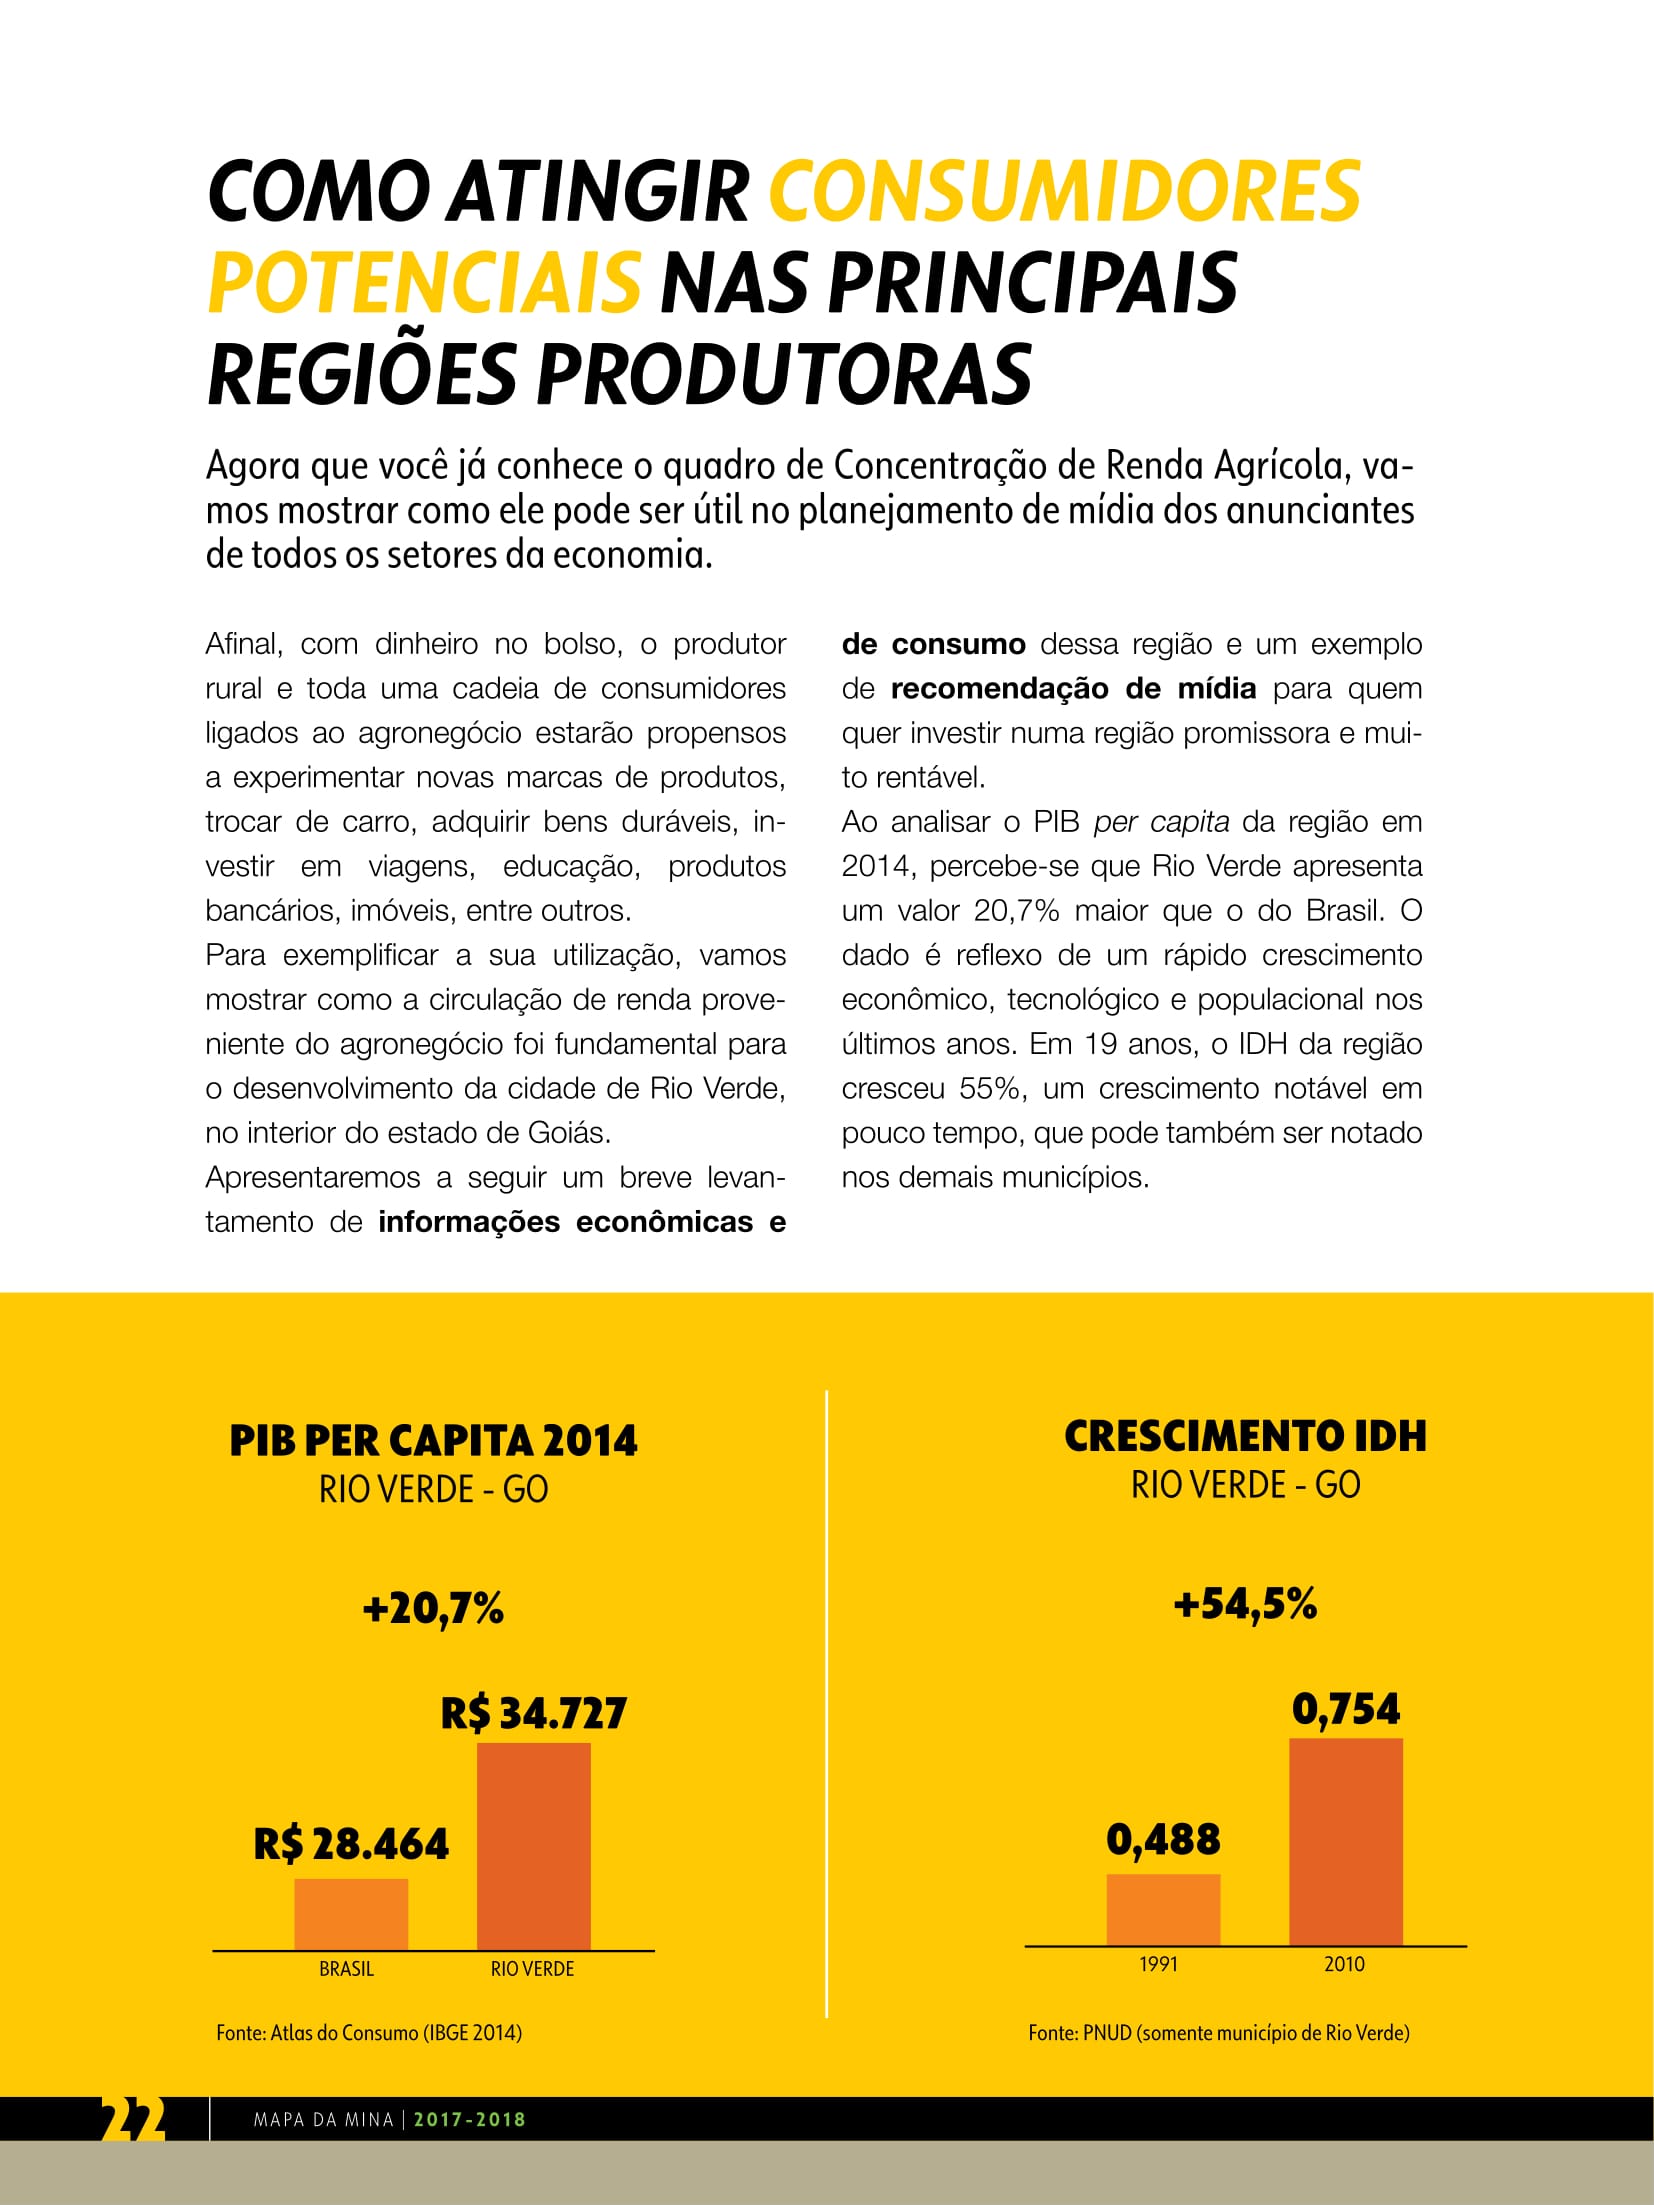 COMO ATINGIR CONSUMIDORES
POTENCIAIS NAS PRINCIPAIS
REGIÕES PRODUTORAS
Agora que você já conhece o quadro de Concentração de Renda Agrícola, va-
mos mostrar como ele pode ser útil no planejamento de mídia dos anunciantes
de todos os setores da economia.
Afinal, com dinheiro no bolso, o produtor
rural e toda uma cadeia de consumidores
ligados ao agronegócio estarão propensos
a experimentar novas marcas de produtos,
trocar de carro, adquirir bens duráveis, in-
vestir em viagens, educação, produtos
bancários, imóveis, entre outros.
Para exemplificar a sua utilização, vamos
mostrar como a circulação de renda prove-
niente do agronegócio foi fundamental para
o desenvolvimento da cidade de Rio Verde,
no interior do estado de Goiás.
Apresentaremos a seguir um breve levan-
tamento de informações econômicas e
de consumo dessa região e um exemplo
de recomendação de mídia para quem
quer investir numa região promissora e mui-
to rentável.
Ao analisar o PIB per capita da região em
2014, percebe-se que Rio Verde apresenta
um valor 20,7% maior que o do Brasil. O
dado é reflexo de um rápido crescimento
econômico, tecnológico e populacional nos
últimos anos. Em 19 anos, o IDH da região
cresceu 55%, um crescimento notável em
pouco tempo, que pode também ser notado
nos demais municípios.
PIB PER CAPITA 2014
RIO VERDE - GO
+20,7%
R$ 34.727
R$ 28.464
BRASIL
RIO VERDE
Fonte: Atlas do Consumo (IBGE 2014)
CRESCIMENTO IDH
RIO VERDE - GO
+54,5%
0,754
0,488
1991
2010
Fonte: PNUD (somente município de Rio Verde)
22
MAPA DA MINA | 2017-2018